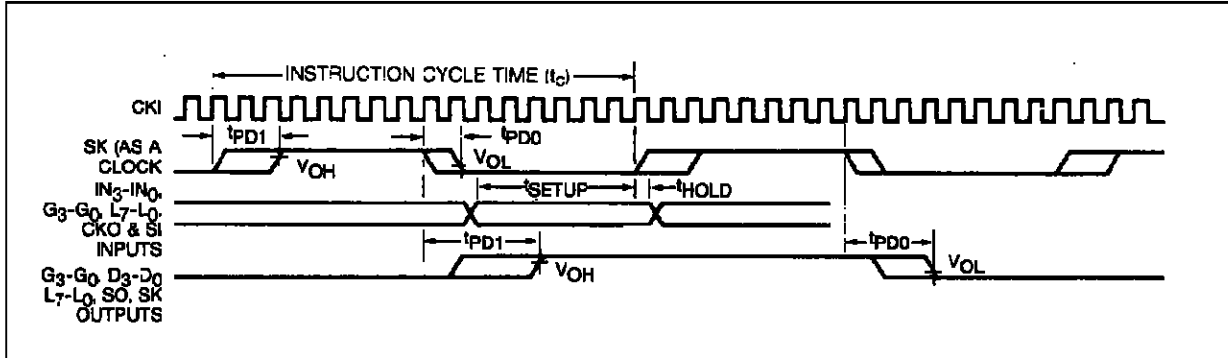 INSTRUCTION CYCLE TIME (tC)
CKI
tPD1
tPD0
SK (AS A
CLOCK
VOH
VOL
IN3-IN0,
tSETUP
tHOLD
G3-G0, L7-L0,
CKO & SI
INPUTS
tPD1
tPD0
G3-G0, D3-D0
VOH
VOL
L7-L0, SO, SK
OUTPUTS